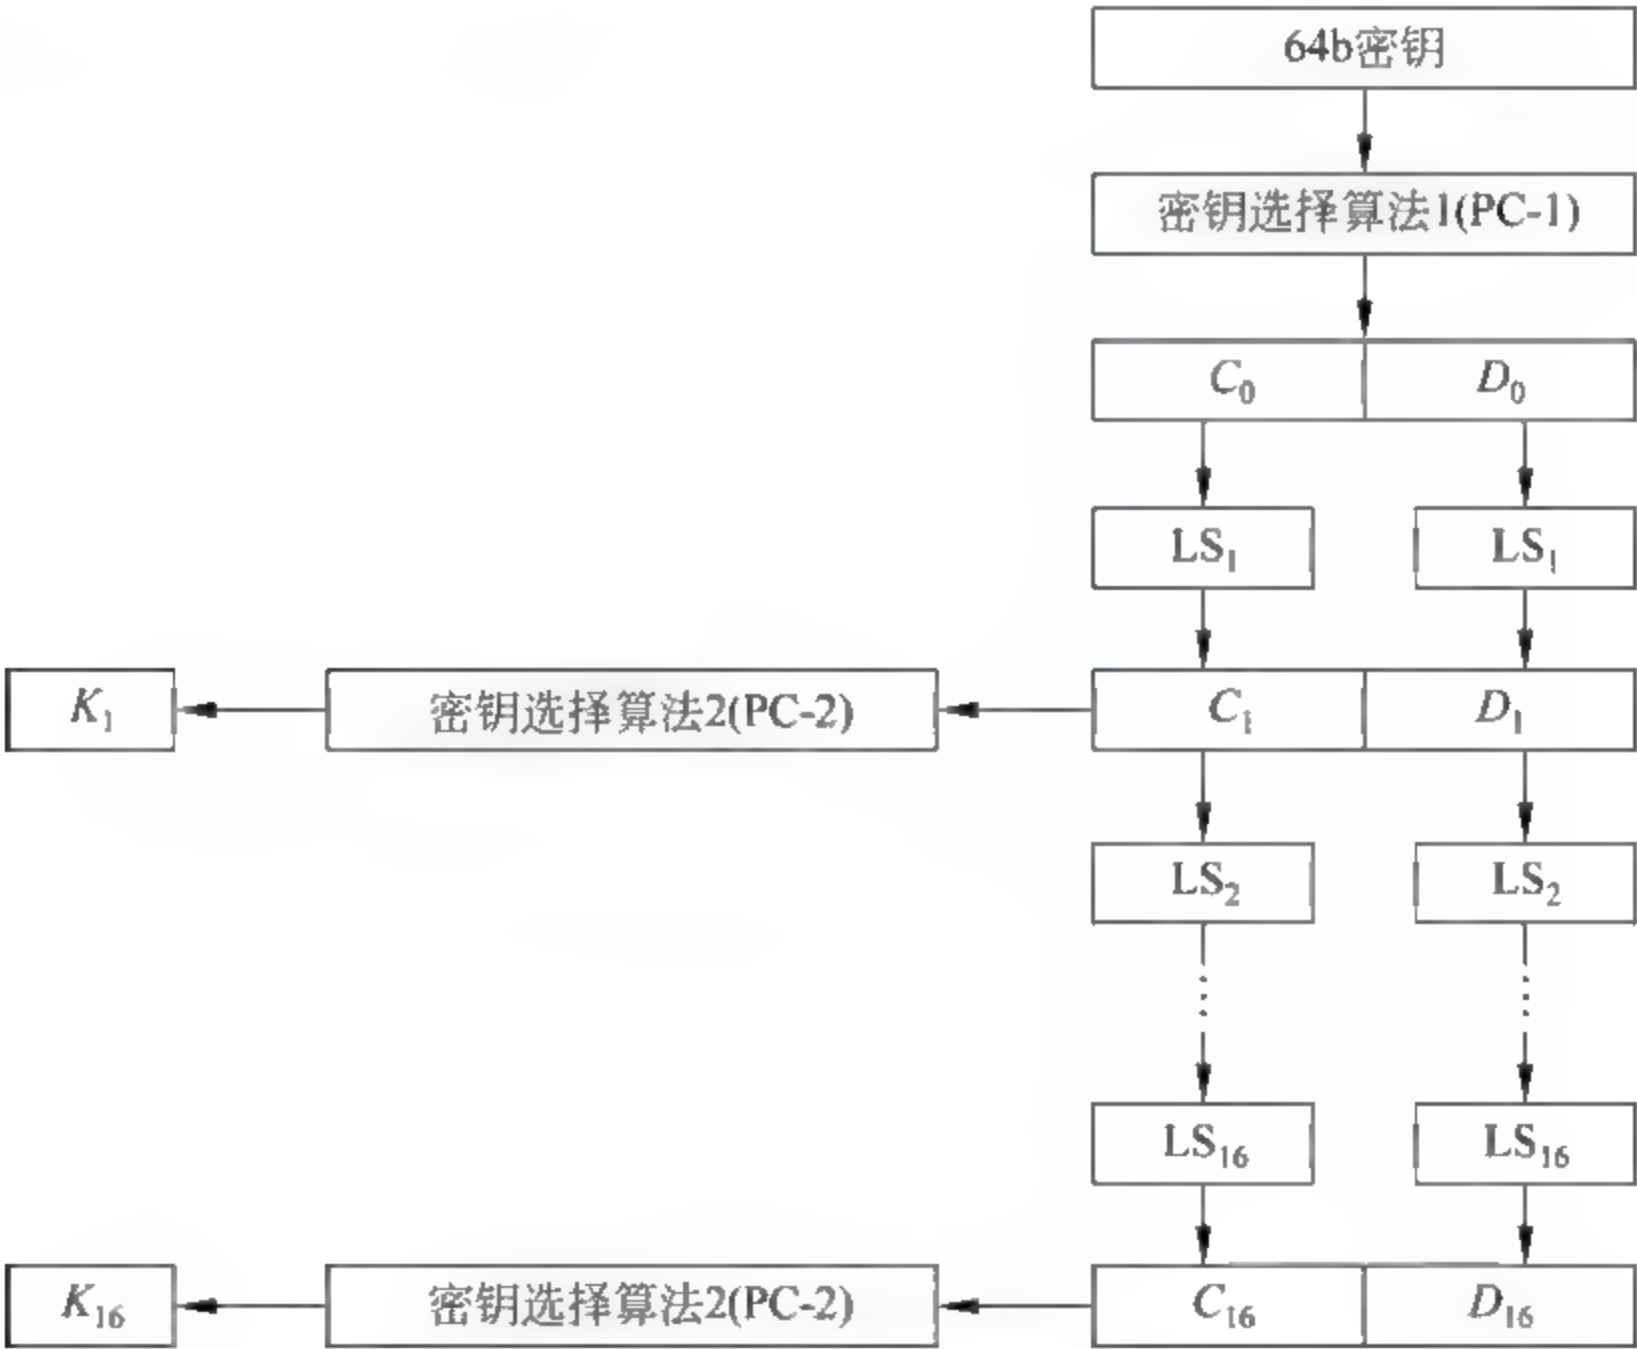 64b密钥
密钥选择算法1(PC-1)
C₀ D₀
LS₁ LS₁
K₁ 密钥选择算法2(PC-2) C₁ D₁
LS₂ LS₂
⋮ ⋮
LS₁₆ LS₁₆
K₁₆ 密钥选择算法2(PC-2) C₁₆ D₁₆